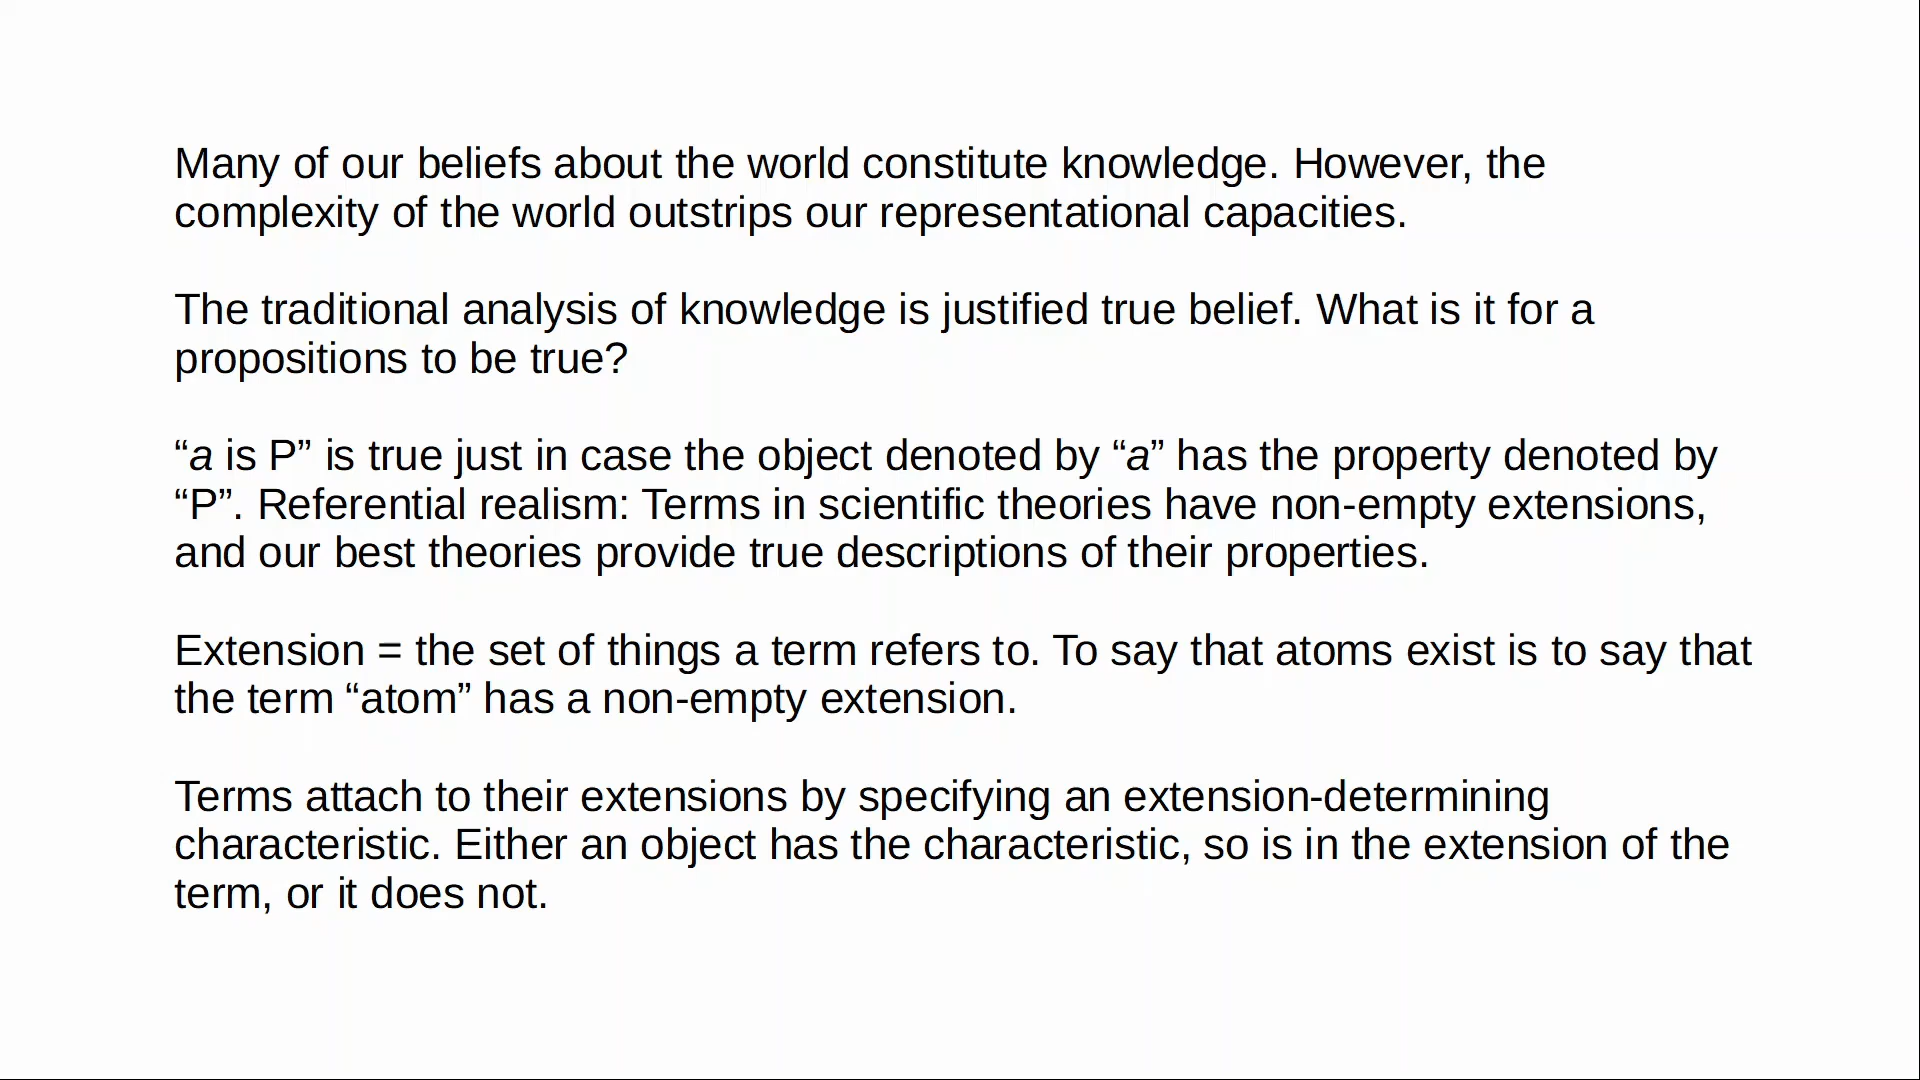 Many of our beliefs about the world constitute knowledge. However, the
complexity of the world outstrips our representational capacities.
The traditional analysis of knowledge is justified true belief. What is it for a
propositions to be true?
“a is P” is true just in case the object denoted by “a” has the property denoted by
“P”. Referential realism: Terms in scientific theories have non-empty extensions,
and our best theories provide true descriptions of their properties.
Extension = the set of things a term refers to. To say that atoms exist is to say that
the term “atom” has a non-empty extension.
Terms attach to their extensions by specifying an extension-determining
characteristic. Either an object has the characteristic, so is in the extension of the
term, or it does not.